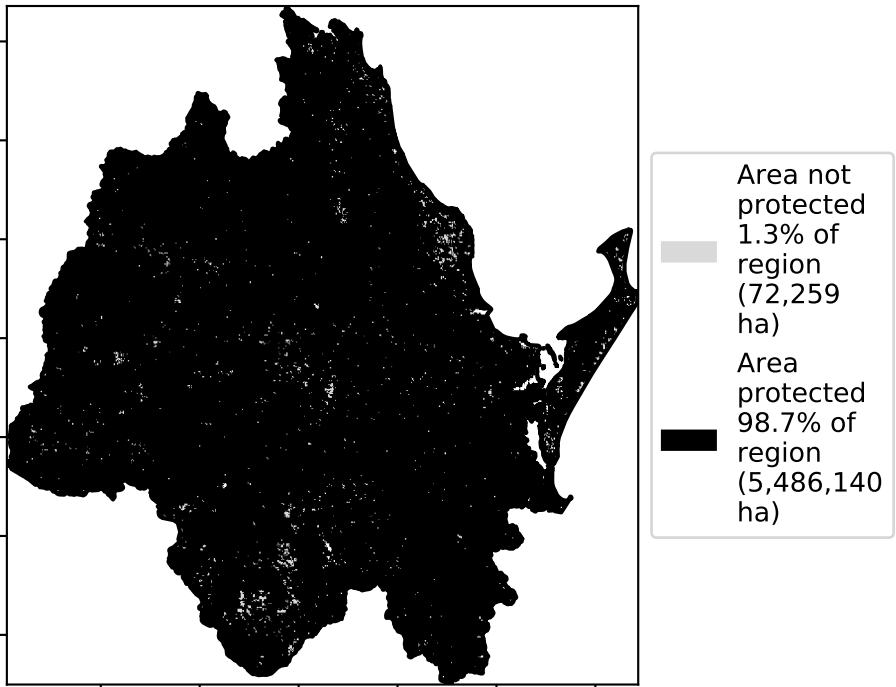 Area not
protected
1.3% of
region
(72,259
ha)
Area
protected
98.7% of
region
(5,486,140
ha)